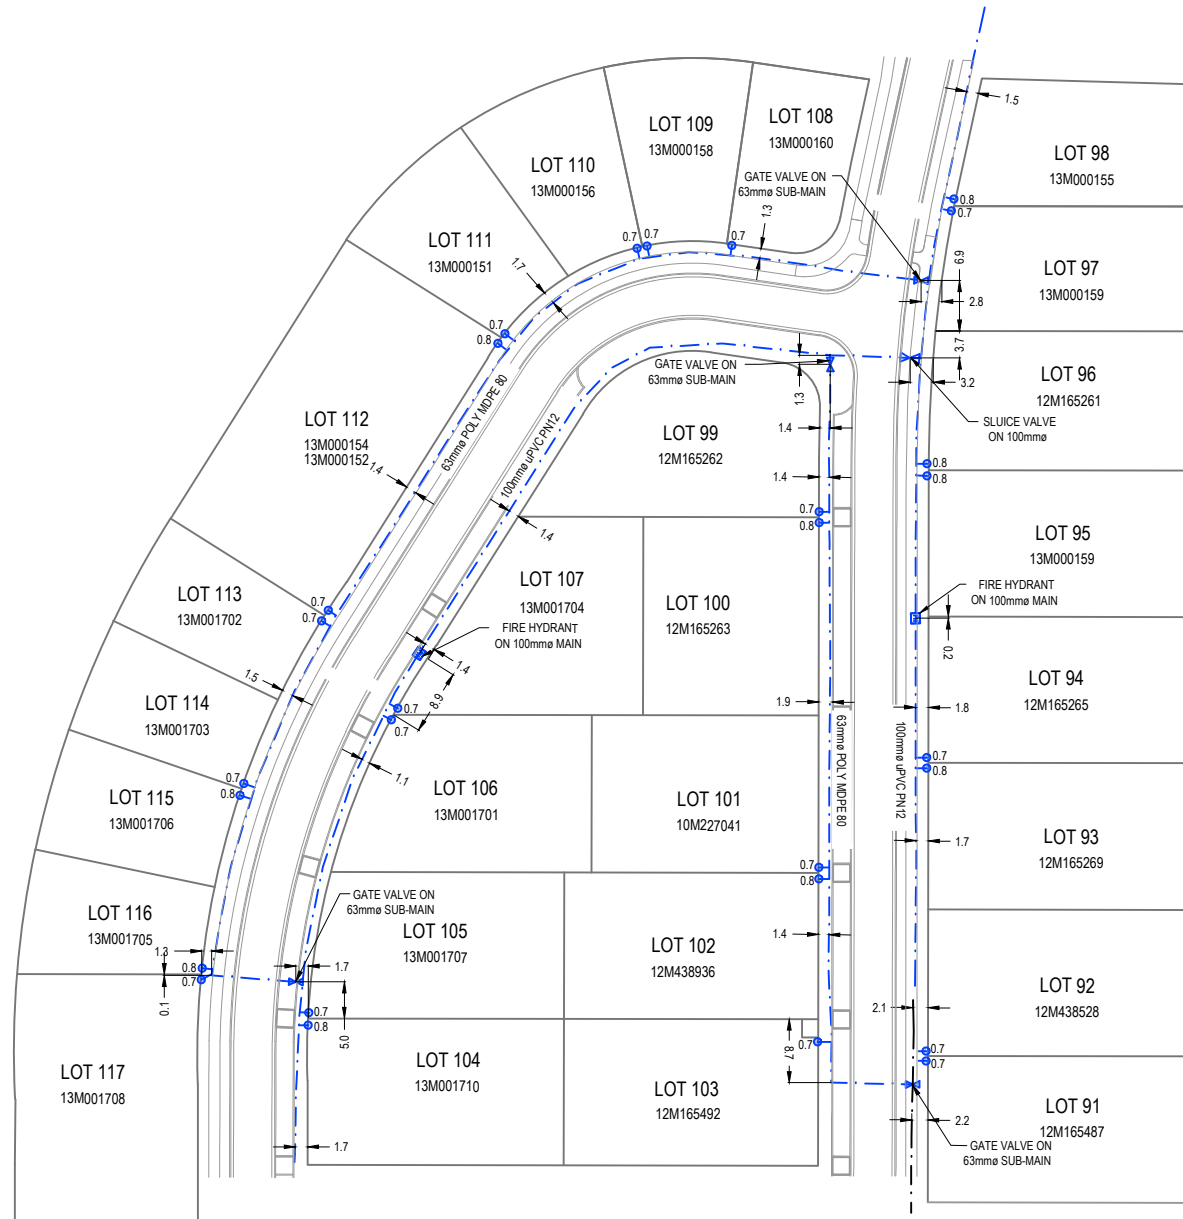 LOT 108
13M000160
LOT 109
13M000158
LOT 110
13M000156
LOT 111
13M000151
LOT 112
13M000154
13M000152
LOT 113
13M001702
LOT 114
13M001703
LOT 115
13M001706
LOT 116
13M001705
LOT 117
13M001708
LOT 98
13M000155
LOT 97
13M000159
LOT 96
12M165261
LOT 95
13M000159
LOT 94
12M165265
LOT 93
12M165269
LOT 92
12M438528
LOT 91
12M165487
LOT 99
12M165262
LOT 107
13M001704
LOT 100
12M165263
LOT 106
13M001701
LOT 101
10M227041
LOT 105
13M001707
LOT 102
12M438936
LOT 104
13M001710
LOT 103
12M165492
GATE VALVE ON
63mmø SUB-MAIN
GATE VALVE ON
63mmø SUB-MAIN
SLUICE VALVE
ON 100mmø
FIRE HYDRANT
ON 100mmø MAIN
FIRE HYDRANT
ON 100mmø MAIN
GATE VALVE ON
63mmø SUB-MAIN
GATE VALVE ON
63mmø SUB-MAIN
63mmø POLY MDPE 80
100mmø uPVC PN12
63mmø POLY MDPE 80
100mmø uPVC PN12
1.5
0.8
0.7
6.9
2.8
3.7
3.2
0.8
0.8
0.2
1.8
0.7
0.8
1.7
2.1
0.7
0.7
2.2
1.3
0.7
0.7
0.7
1.7
0.7
0.8
1.4
0.7
0.7
1.5
0.7
0.8
1.3
0.8
0.7
0.1
1.3
1.4
1.4
0.7
0.8
1.9
0.7
0.8
1.4
8.7
0.7
1.4
1.4
8.9
0.7
0.7
1.1
1.7
5.0
0.7
0.8
1.7